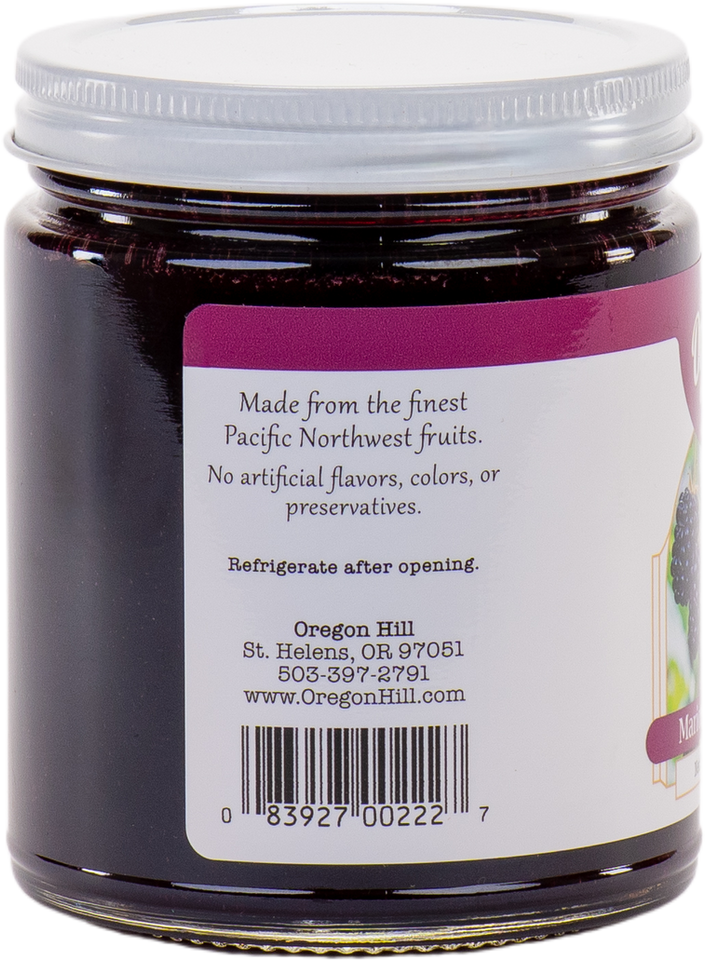 Made from the finest
Pacific Northwest fruits.
No artificial flavors, colors, or
preservatives.
Refrigerate after opening.
Oregon Hill
St. Helens, OR 97051
503-397-2791
www.OregonHill.com
0 83927 00222 7